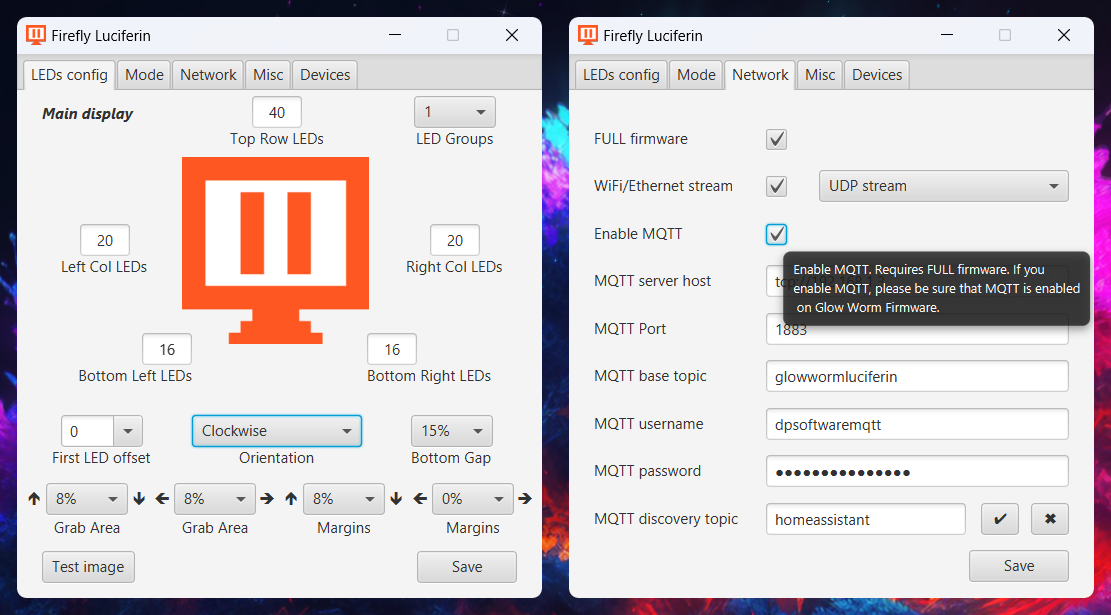 Firefly Luciferin
LEDs config
Mode
Network
Misc
Devices
Main display
40
Top Row LEDs
1
LED Groups
20
Left Col LEDs
20
Right Col LEDs
16
Bottom Left LEDs
16
Bottom Right LEDs
0
First LED offset
Clockwise
Orientation
15%
Bottom Gap
8%
Grab Area
8%
Grab Area
8%
Margins
0%
Margins
Test image
Save
Firefly Luciferin
LEDs config
Mode
Network
Misc
Devices
FULL firmware
WiFi/Ethernet stream
UDP stream
Enable MQTT
Enable MQTT. Requires FULL firmware. If you
enable MQTT, please be sure that MQTT is enabled
on Glow Worm Firmware.
MQTT server host
MQTT Port
1883
MQTT base topic
glowwormluciferin
MQTT username
dpsoftwaremqtt
MQTT password
MQTT discovery topic
homeassistant
Save